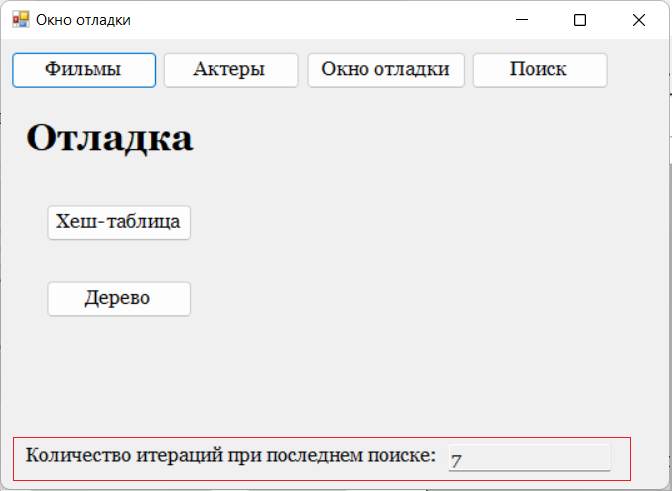 Окно отладки
Фильмы Актеры Окно отладки Поиск
Отладка
Хеш-таблица
Дерево
Количество итераций при последнем поиске: 7